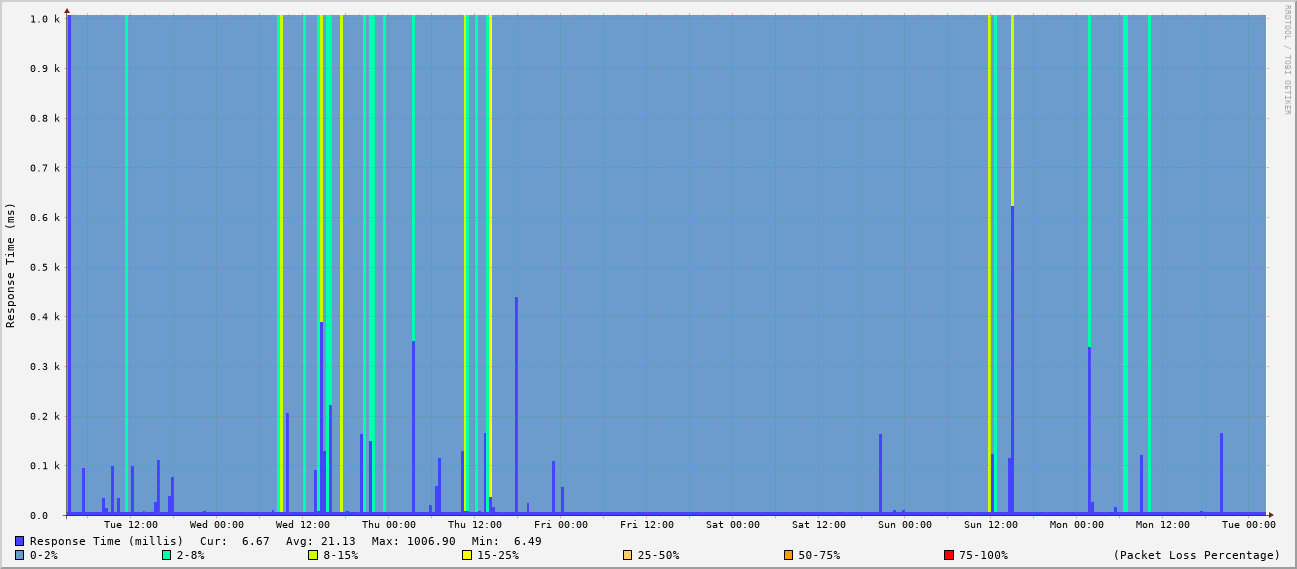 RRDTOOL / TOBI OETIKER
Response Time (ms)
1.0 k
0.9 k
0.8 k
0.7 k
0.6 k
0.5 k
0.4 k
0.3 k
0.2 k
0.1 k
0.0
Tue 12:00 Wed 00:00 Wed 12:00 Thu 00:00 Thu 12:00 Fri 00:00 Fri 12:00 Sat 00:00 Sat 12:00 Sun 00:00 Sun 12:00 Mon 00:00 Mon 12:00 Tue 00:00
Response Time (millis) Cur: 6.67 Avg: 21.13 Max: 1006.90 Min: 6.49
0-2% 2-8% 8-15% 15-25% 25-50% 50-75% 75-100% (Packet Loss Percentage)